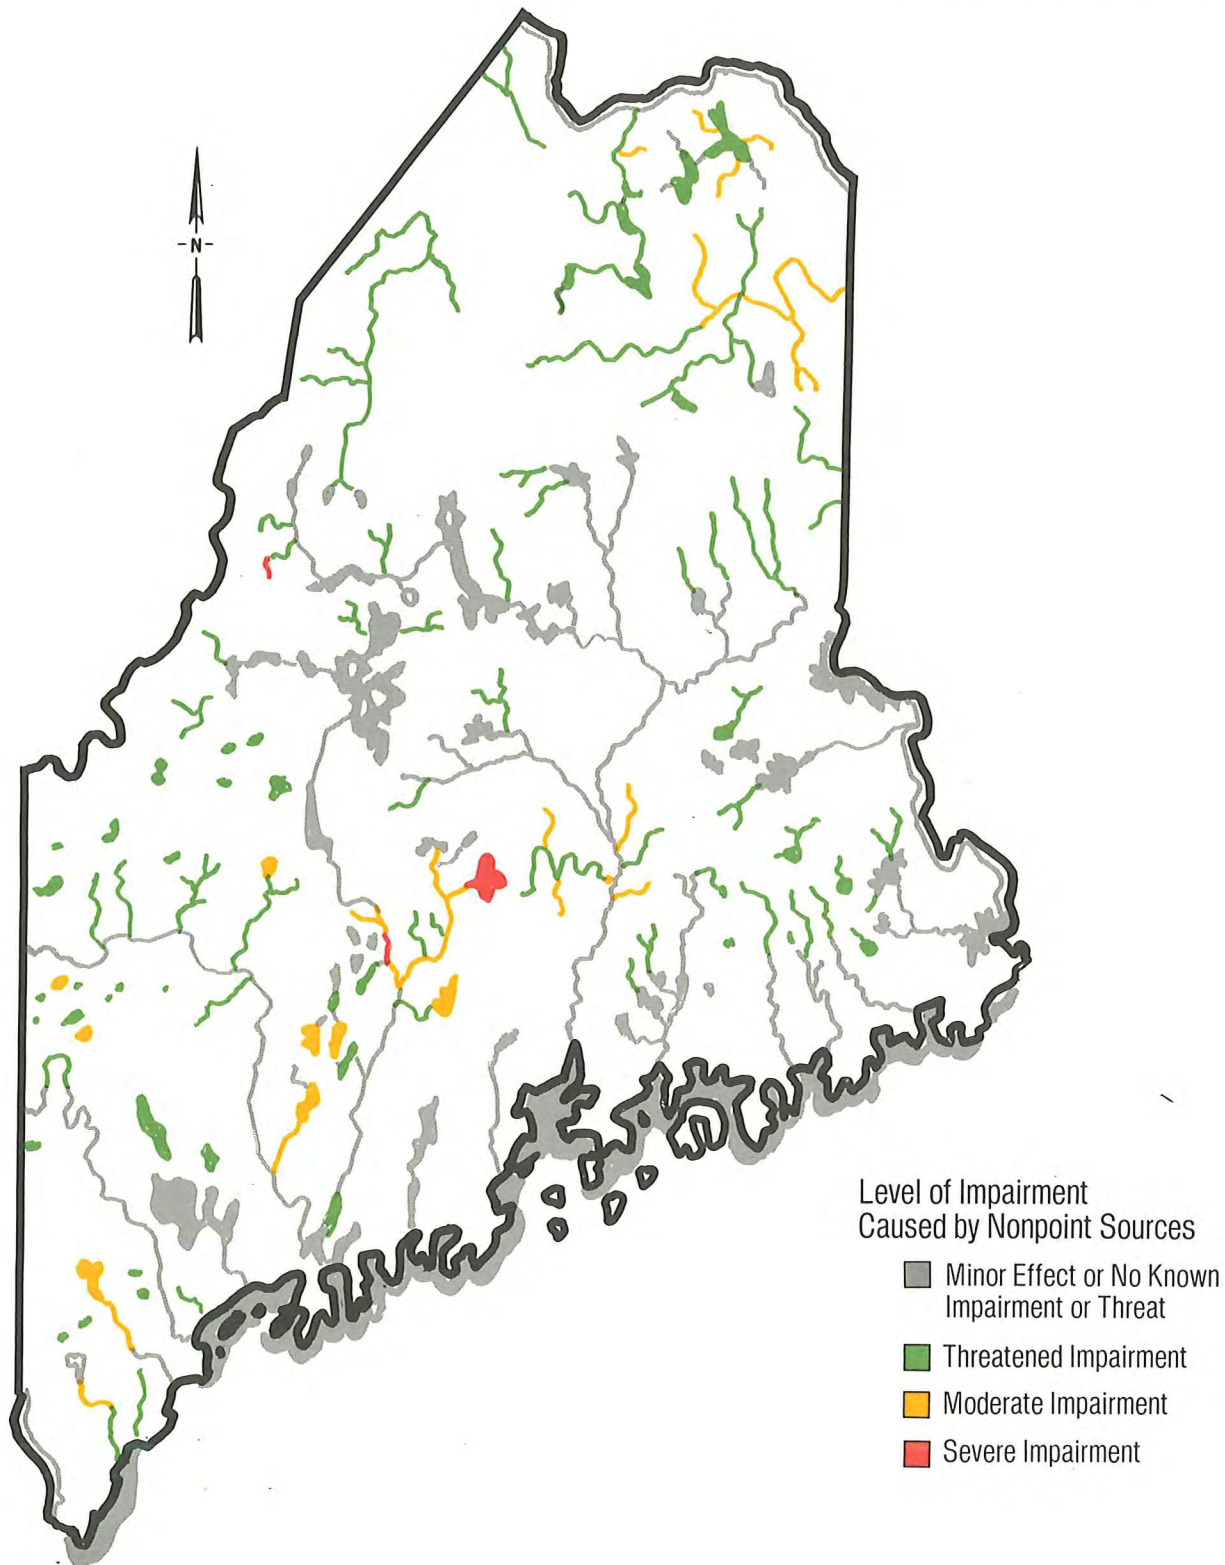 -N-
Level of Impairment
Caused by Nonpoint Sources
Minor Effect or No Known
Impairment or Threat
Threatened Impairment
Moderate Impairment
Severe Impairment